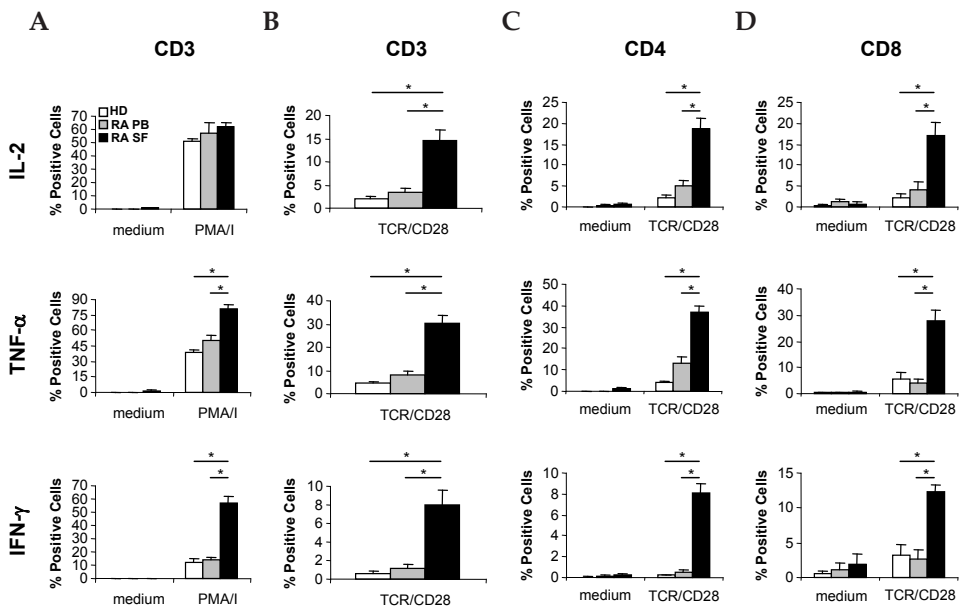 A B C D
CD3 CD3 CD4 CD8
IL-2
% Positive Cells
70
60
50
40
30
20
10
0
HD
RA PB
RA SF
medium PMA/I
% Positive Cells
20
15
10
5
0
* 
*
TCR/CD28
% Positive Cells
25
20
15
10
5
0
*
*
medium TCR/CD28
% Positive Cells
25
20
15
10
5
0
*
*
medium TCR/CD28
TNF-α
% Positive Cells
90
75
60
45
30
15
0
*
*
medium PMA/I
% Positive Cells
40
30
20
10
0
*
*
TCR/CD28
% Positive Cells
50
40
30
20
10
0
*
*
medium TCR/CD28
% Positive Cells
40
30
20
10
0
*
*
medium TCR/CD28
IFN-γ
% Positive Cells
70
60
50
40
30
20
10
0
*
*
medium PMA/I
% Positive Cells
10
8
6
4
2
0
*
*
TCR/CD28
% Positive Cells
10
8
6
4
2
0
*
*
medium TCR/CD28
% Positive Cells
15
10
5
0
*
*
medium TCR/CD28